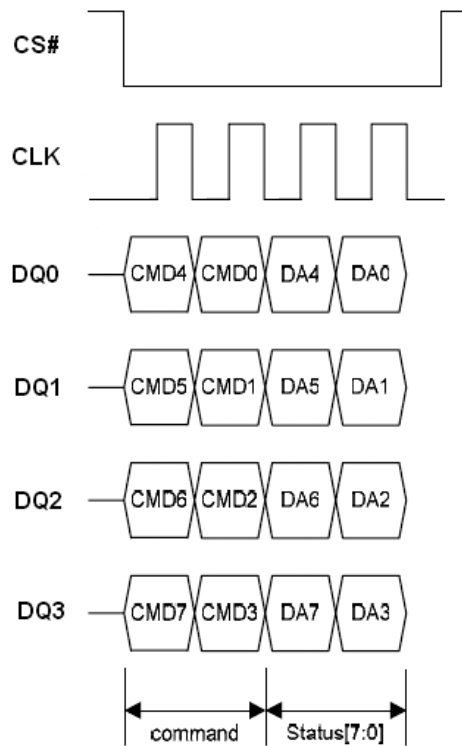 CS#
CLK
DQ0 CMD4 CMD0 DA4 DA0
DQ1 CMD5 CMD1 DA5 DA1
DQ2 CMD6 CMD2 DA6 DA2
DQ3 CMD7 CMD3 DA7 DA3
command Status[7:0]